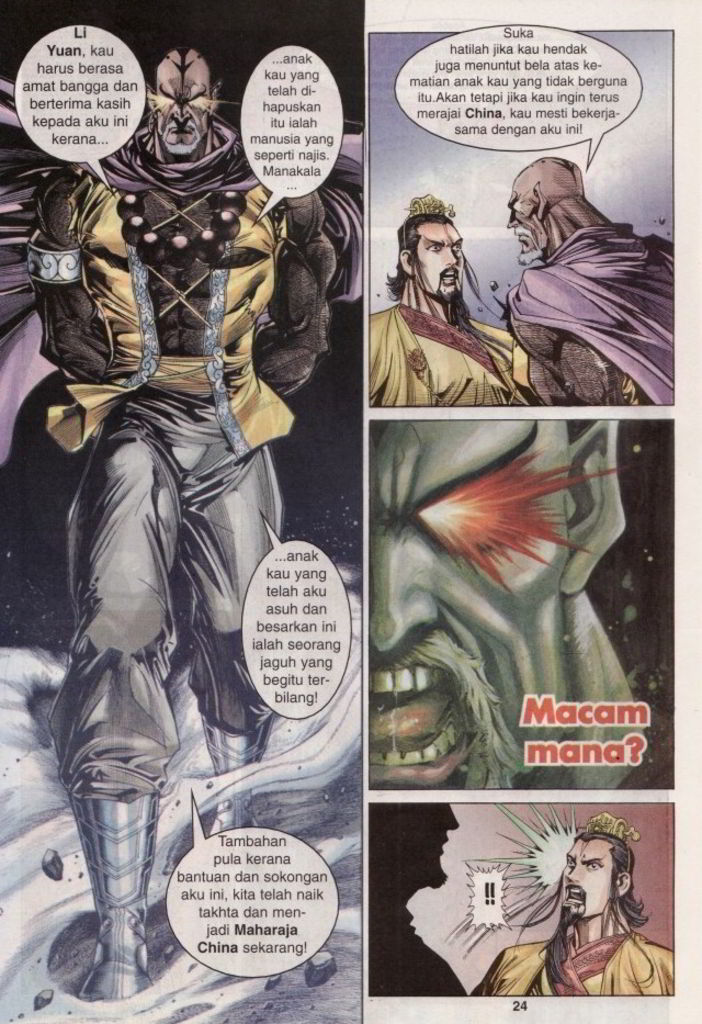 Li
Yuan, kau
harus berasa
amat bangga dan
berterima kasih
kepada aku ini
kerana...
...anak
kau yang
telah di-
hapuskan
itu ialah
manusia yang
seperti najis.
Manakala
...
...anak
kau yang
telah aku
asuh dan
besarkan ini
ialah seorang
jaguh yang
begitu ter-
bilang!
Tambahan
pula kerana
bantuan dan sokongan
aku ini, kita telah naik
takhta dan men-
jadi Maharaja
China sekarang!
Suka
hatilah jika kau hendak
juga menuntut bela atas ke-
matian anak kau yang tidak berguna
itu.Akan tetapi jika kau ingin terus
merajai China, kau mesti bekerja-
sama dengan aku ini!
Macam
mana?
!!
24